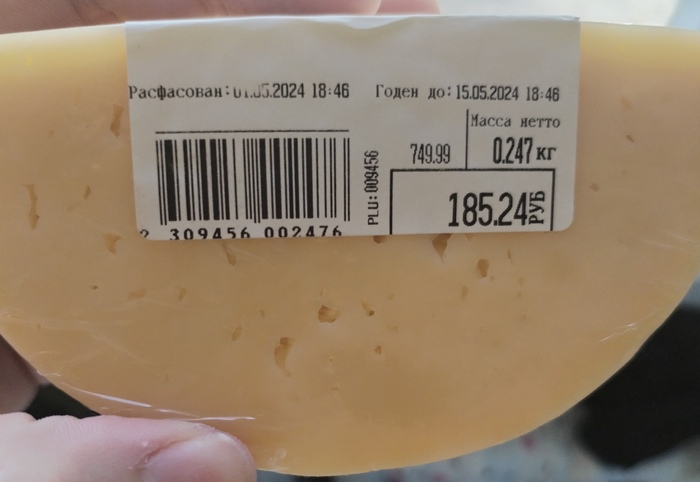 Расфасован: 01.05.2024 18:46
Годен до: 15.05.2024 18:46
Масса нетто
749.99
0.247 кг
PLU: 009456
185.24 РУБ
2 309456 002476